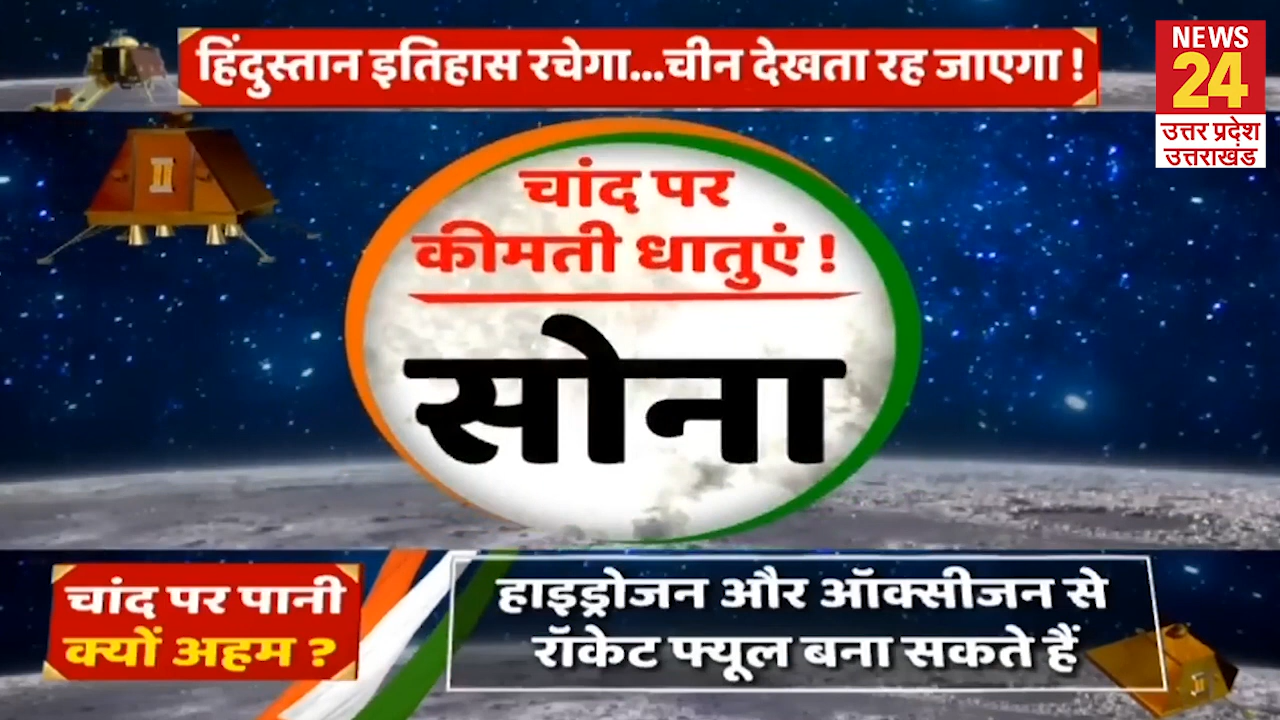 हिंदुस्तान इतिहास रचेगा...चीन देखता रह जाएगा !
NEWS
24
उत्तर प्रदेश
उत्तराखंड
चांद पर
कीमती धातुएं !
सोना
चांद पर पानी
क्यों अहम ?
हाइड्रोजन और ऑक्सीजन से
रॉकेट फ्यूल बना सकते हैं